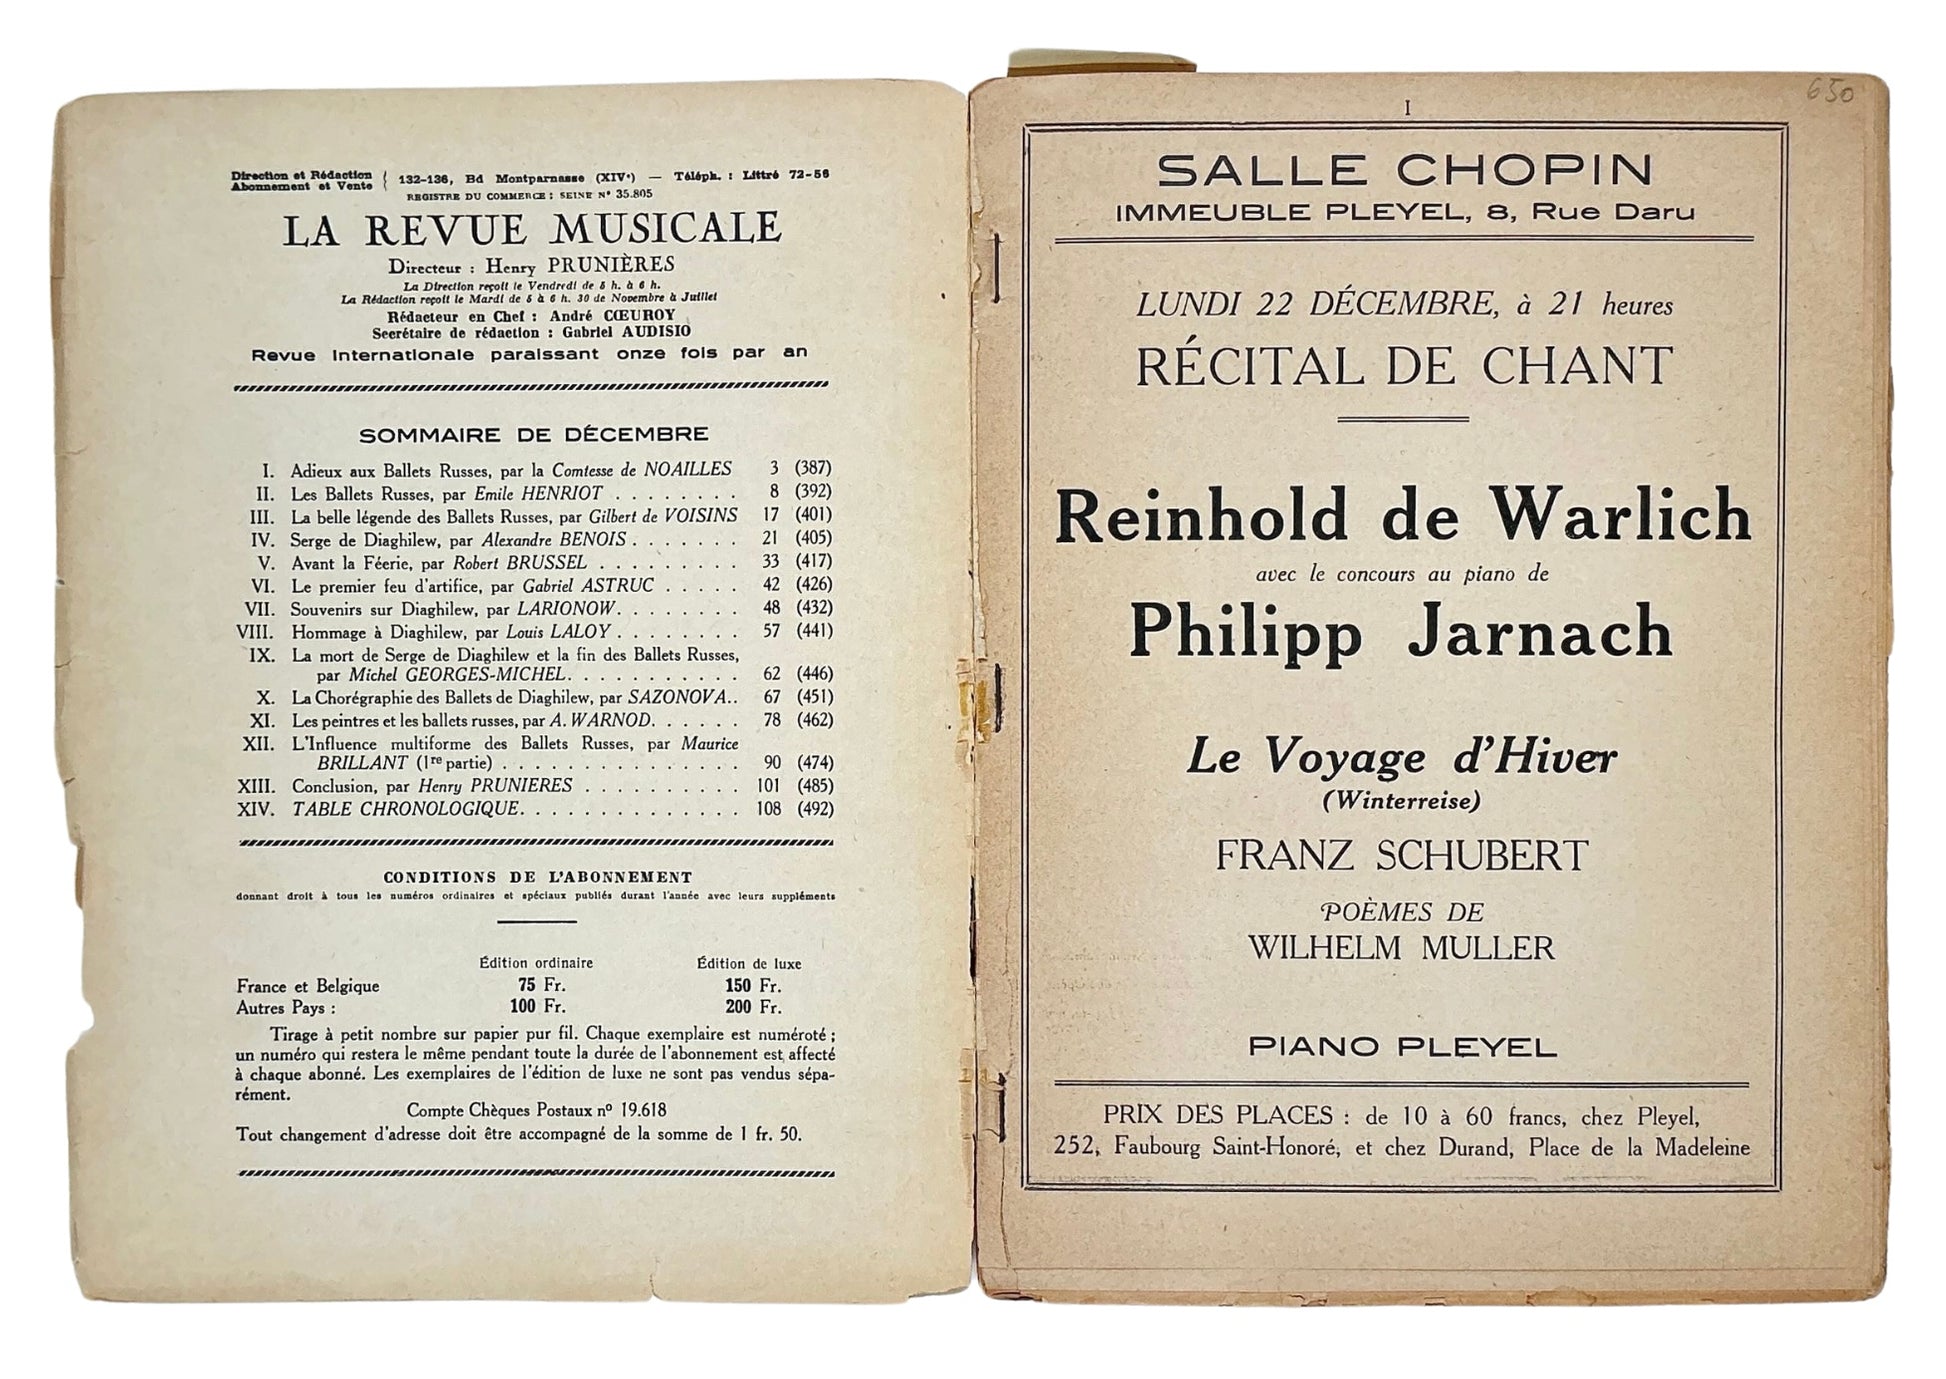 Direction et Rédaction
Abonnement et Vente
132-136, Bd Montparnasse (XIVᵉ) — Téléph. : Littré 72-56
REGISTRE DU COMMERCE : SEINE Nº 35.805
LA REVUE MUSICALE
Directeur : Henry PRUNIÈRES
La Direction reçoit le Vendredi de 5 h. à 6 h.
La Rédaction reçoit le Mardi de 5 à 6 h. 30 de Novembre à Juillet
Rédacteur en Chef : André CŒUROY
Secrétaire de rédaction : Gabriel AUDISIO
Revue Internationale paraissant onze fois par an
SOMMAIRE DE DÉCEMBRE
I. Adieux aux Ballets Russes, par la Comtesse de NOAILLES 3 (387)
II. Les Ballets Russes, par Emile HENRIOT . . . . . . . . 8 (392)
III. La belle légende des Ballets Russes, par Gilbert de VOISINS 17 (401)
IV. Serge de Diaghilew, par Alexandre BENOIS . . . . . . . 21 (405)
V. Avant la Féerie, par Robert BRUSSEL . . . . . . . . . 33 (417)
VI. Le premier feu d'artifice, par Gabriel ASTRUC . . . . . 42 (426)
VII. Souvenirs sur Diaghilew, par LARIONOW. . . . . . . . 48 (432)
VIII. Hommage à Diaghilew, par Louis LALOY . . . . . . . . 57 (441)
IX. La mort de Serge de Diaghilew et la fin des Ballets Russes,
par Michel GEORGES-MICHEL. . . . . . . . . . . 62 (446)
X. La Chorégraphie des Ballets de Diaghilew, par SAZONOVA.. 67 (451)
XI. Les peintres et les ballets russes, par A. WARNOD. . . . . . 78 (462)
XII. L'Influence multiforme des Ballets Russes, par Maurice
BRILLANT (1re partie) . . . . . . . . . . . . . . . 90 (474)
XIII. Conclusion, par Henry PRUNIERES . . . . . . . . . . 101 (485)
XIV. TABLE CHRONOLOGIQUE. . . . . . . . . . . . . . 108 (492)
CONDITIONS DE L'ABONNEMENT
donnant droit à tous les numéros ordinaires et spéciaux publiés durant l'année avec leurs suppléments
Édition ordinaire Édition de luxe
France et Belgique 75 Fr. 150 Fr.
Autres Pays : 100 Fr. 200 Fr.
Tirage à petit nombre sur papier pur fil. Chaque exemplaire est numéroté ;
un numéro qui restera le même pendant toute la durée de l'abonnement est affecté
à chaque abonné. Les exemplaires de l'édition de luxe ne sont pas vendus sépa-
rément.
Compte Chèques Postaux nº 19.618
Tout changement d'adresse doit être accompagné de la somme de 1 fr. 50.
650
I
SALLE CHOPIN
IMMEUBLE PLEYEL, 8, Rue Daru
LUNDI 22 DÉCEMBRE, à 21 heures
RÉCITAL DE CHANT
Reinhold de Warlich
avec le concours au piano de
Philipp Jarnach
Le Voyage d'Hiver
(Winterreise)
FRANZ SCHUBERT
POÈMES DE
WILHELM MULLER
PIANO PLEYEL
PRIX DES PLACES : de 10 à 60 francs, chez Pleyel,
252, Faubourg Saint-Honoré, et chez Durand, Place de la Madeleine